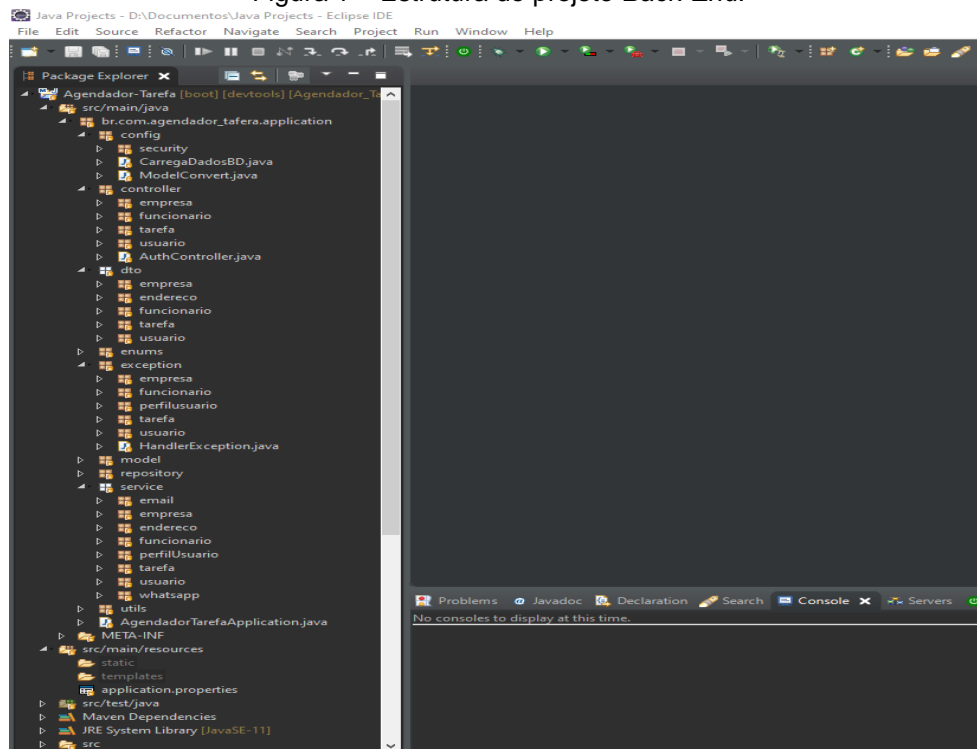 Java Projects - D:\Documentos\Java Projects - Eclipse IDE
File Edit Source Refactor Navigate Search Project Run Window Help
Package Explorer
Agendador-Tarefa [boot] [devtools] [Agendador_Ta
src/main/java
br.com.agendador_tafera.application
config
security
CarregaDadosBD.java
ModelConvert.java
controller
empresa
funcionario
tarefa
usuario
AuthController.java
dto
empresa
endereco
funcionario
tarefa
usuario
enums
exception
empresa
funcionario
perfilusuario
tarefa
usuario
HandlerException.java
model
repository
service
email
empresa
endereco
funcionario
perfilUsuario
tarefa
usuario
whatsapp
utils
AgendadorTarefaApplication.java
META-INF
src/main/resources
static
templates
application.properties
src/test/java
Maven Dependencies
JRE System Library [JavaSE-11]
src
Problems Javadoc Declaration Search Console Servers
No consoles to display at this time.